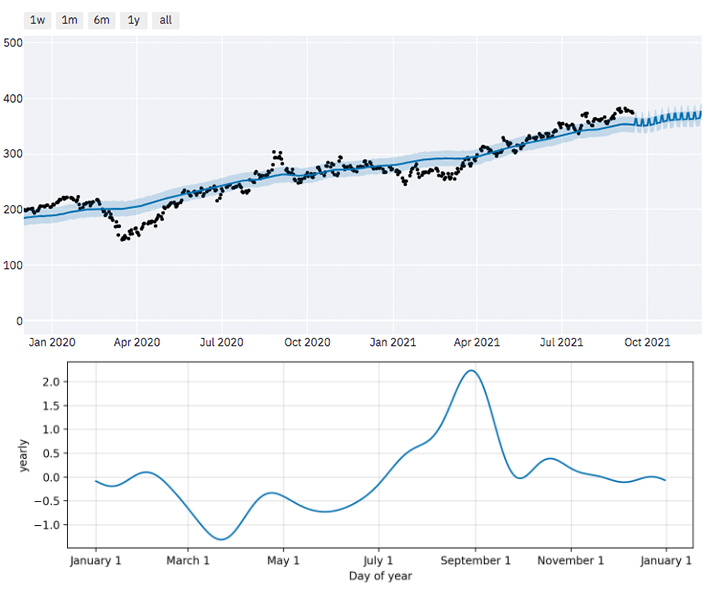 1w 1m 6m 1y all
500
400
300
200
100
0
Jan 2020 Apr 2020 Jul 2020 Oct 2020 Jan 2021 Apr 2021 Jul 2021 Oct 2021
2.0
1.5
1.0
0.5
0.0
−0.5
−1.0
yearly
January 1 March 1 May 1 July 1 September 1 November 1 January 1
Day of year